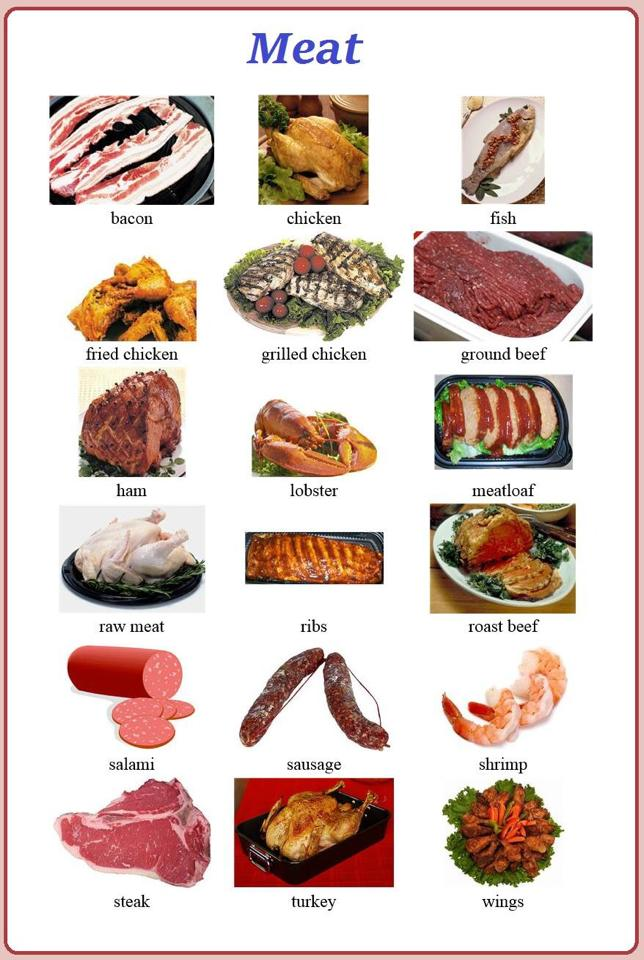 Meat
bacon
chicken
fish
fried chicken
grilled chicken
ground beef
ham
lobster
meatloaf
raw meat
ribs
roast beef
salami
sausage
shrimp
steak
turkey
wings